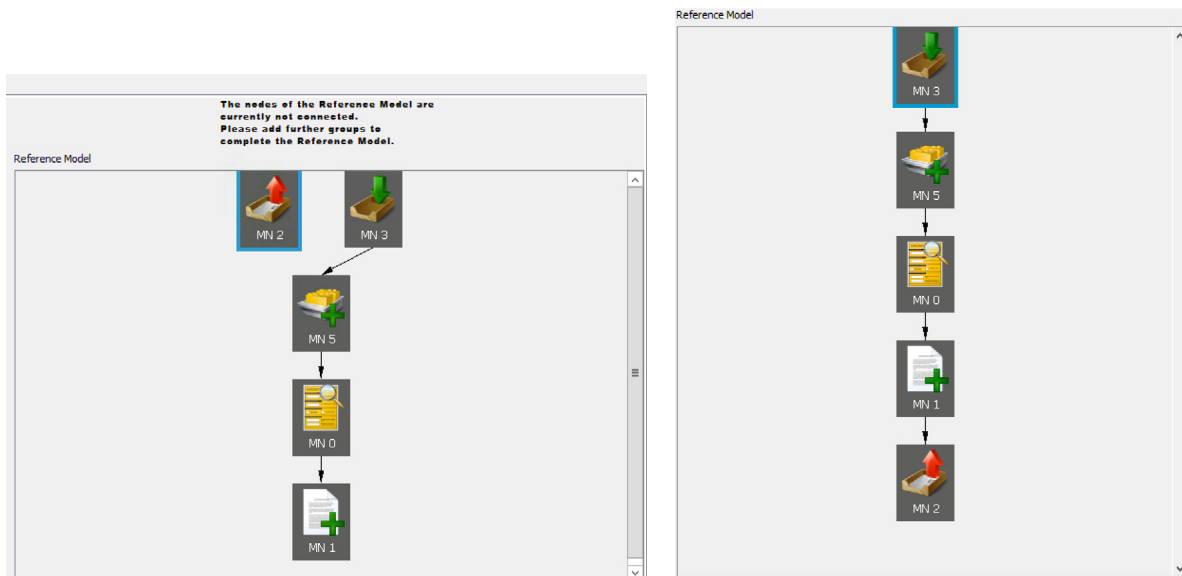 The nodes of the Reference Model are
currently not connected.
Please add further groups to
complete the Reference Model.
Reference Model
MN 2
MN 3
MN 5
MN 0
MN 1
Reference Model
MN 3
MN 5
MN 0
MN 1
MN 2